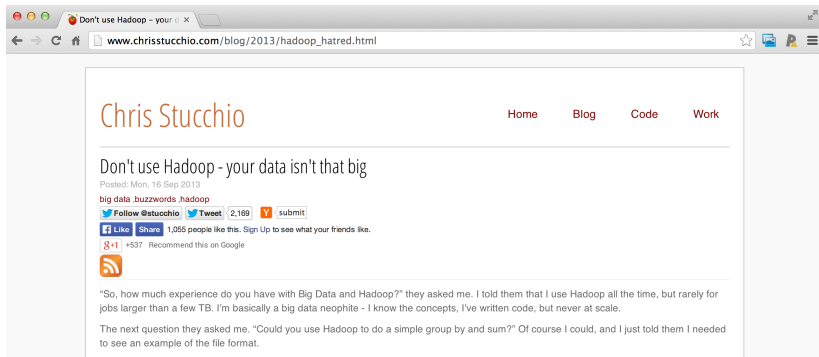 Don't use Hadoop - your d
www.chrisstucchio.com/blog/2013/hadoop_hatred.html
Chris Stucchio
Home Blog Code Work
Don't use Hadoop - your data isn't that big
Posted: Mon, 16 Sep 2013
big data ,buzzwords ,hadoop
Follow @stucchio Tweet 2,169 Y submit
Like Share 1,055 people like this. Sign Up to see what your friends like.
g+1 +537 Recommend this on Google
“So, how much experience do you have with Big Data and Hadoop?” they asked me. I told them that I use Hadoop all the time, but rarely for
jobs larger than a few TB. I’m basically a big data neophite - I know the concepts, I’ve written code, but never at scale.
The next question they asked me. “Could you use Hadoop to do a simple group by and sum?” Of course I could, and I just told them I needed
to see an example of the file format.